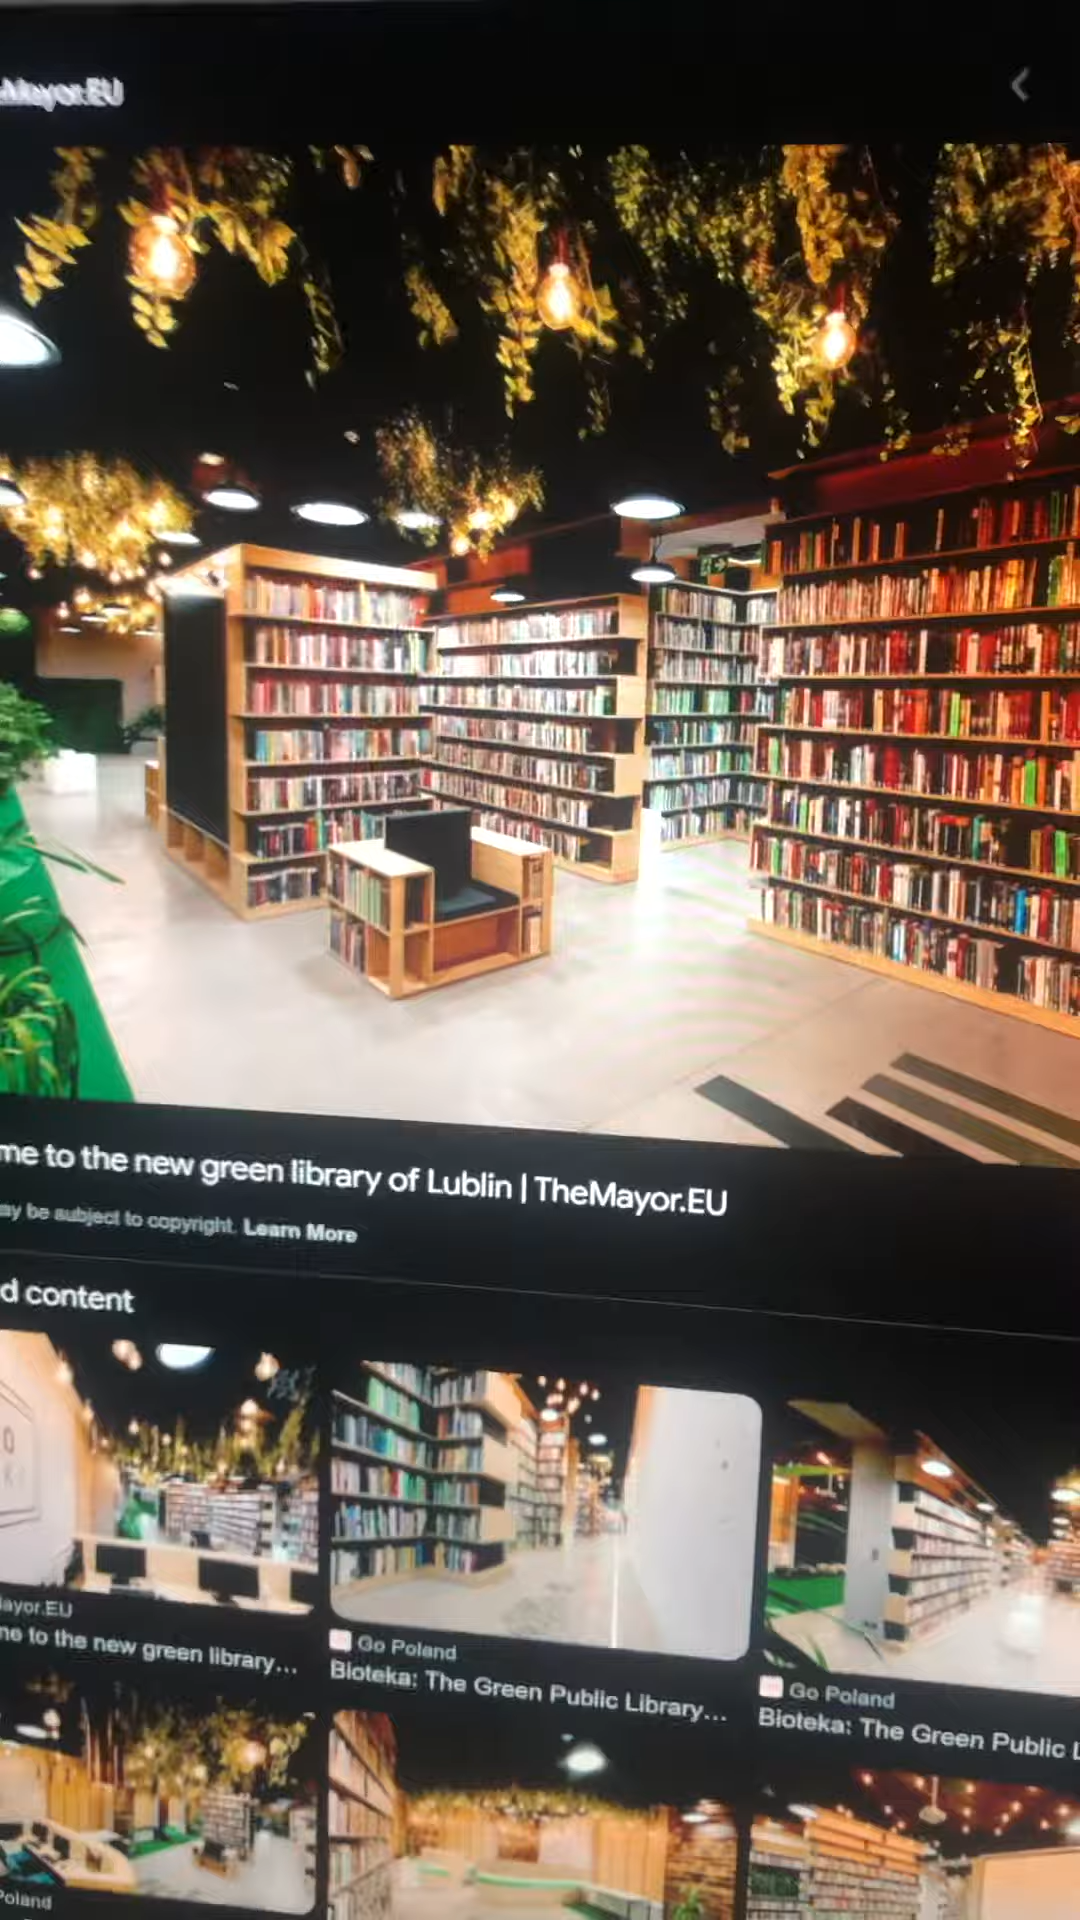 Mayor.EU
me to the new green library of Lublin | TheMayor.EU
ay be subject to copyright. Learn More
d content
Mayor.EU
me to the new green library...
Go Poland
Bioteka: The Green Public Library...
Go Poland
Bioteka: The Green Public L
Poland